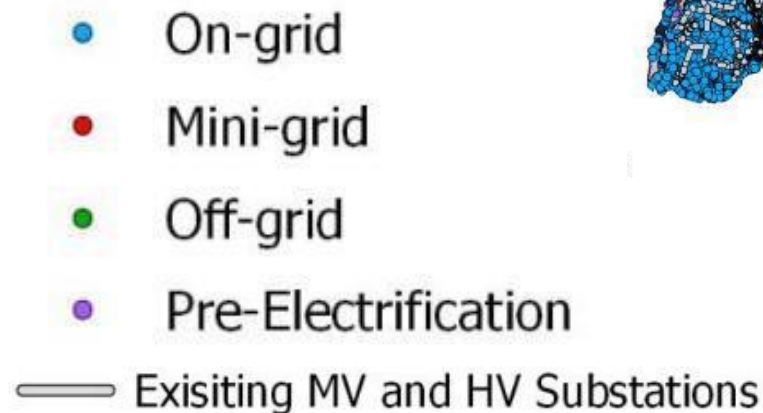 On-grid
Mini-grid
Off-grid
Pre-Electrification
Exisiting MV and HV Substations